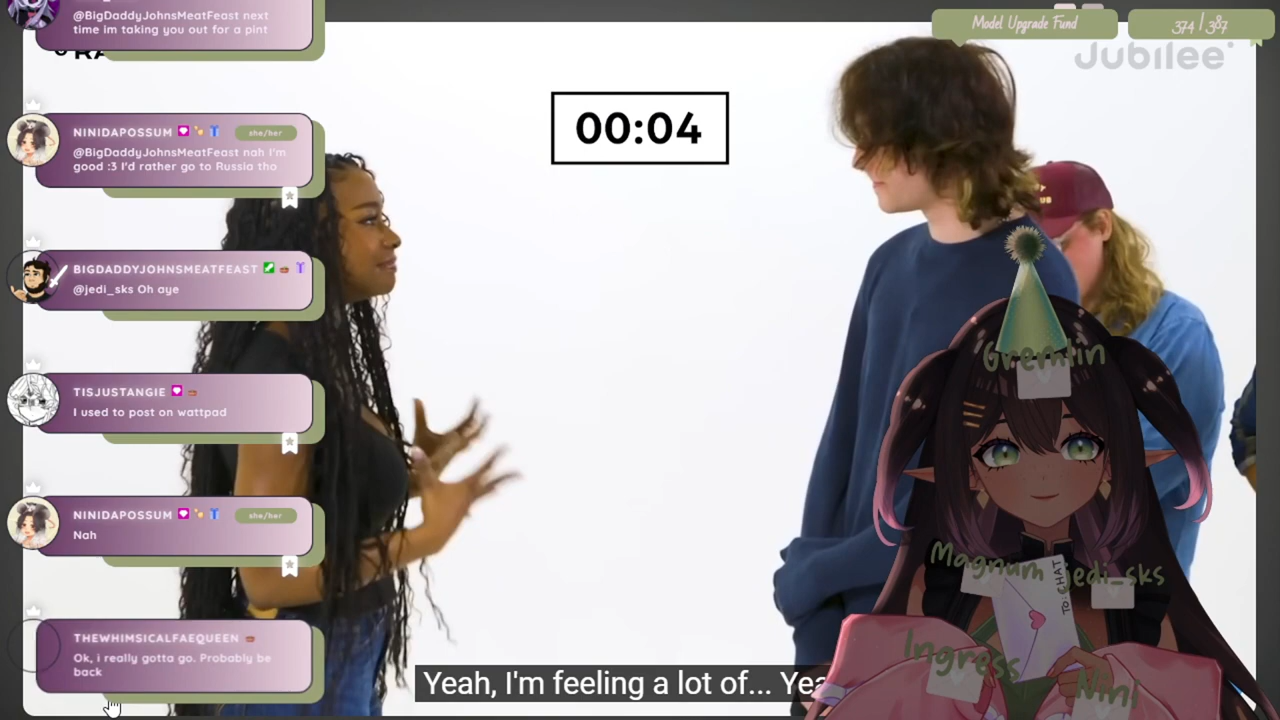 @BigDaddyJohnsMeatFeast next
time im taking you out for a pint
Model Upgrade Fund
374 / 387
Jubilee
00:04
NINIDAPOSSUM
she/her
@BigDaddyJohnsMeatFeast nah I'm
good :3 I'd rather go to Russia tho
BIGDADDYJOHNSMEATFEAST
@jedi_sks Oh aye
TISJUSTANGIE
I used to post on wattpad
NINIDAPOSSUM
she/her
Nah
THEWHIMSICALFAEQUEEN
Ok, i really gotta go. Probably be
back
Gremlin
Magnum
jedi_sks
TO: CHAT
Ingress
Nini
Yeah, I'm feeling a lot of... Yea